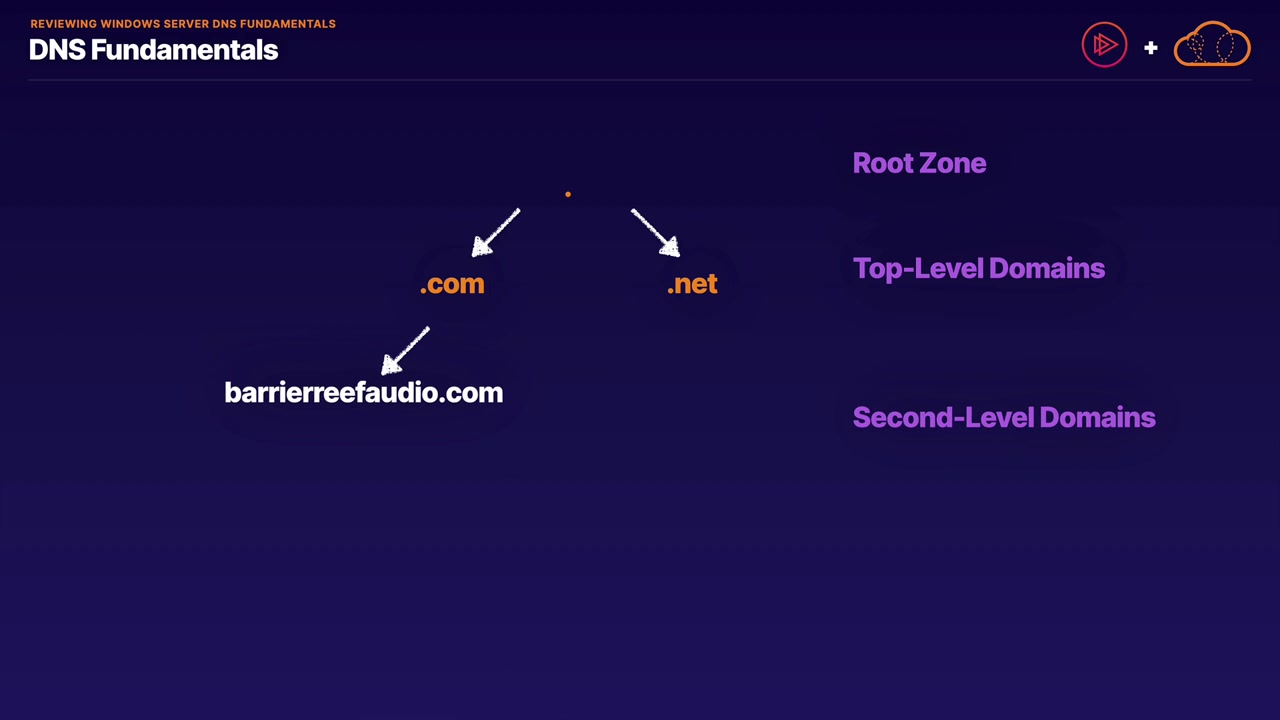 REVIEWING WINDOWS SERVER DNS FUNDAMENTALS
DNS Fundamentals
+
Root Zone
.
Top-Level Domains
.com
.net
barrierreefaudio.com
Second-Level Domains